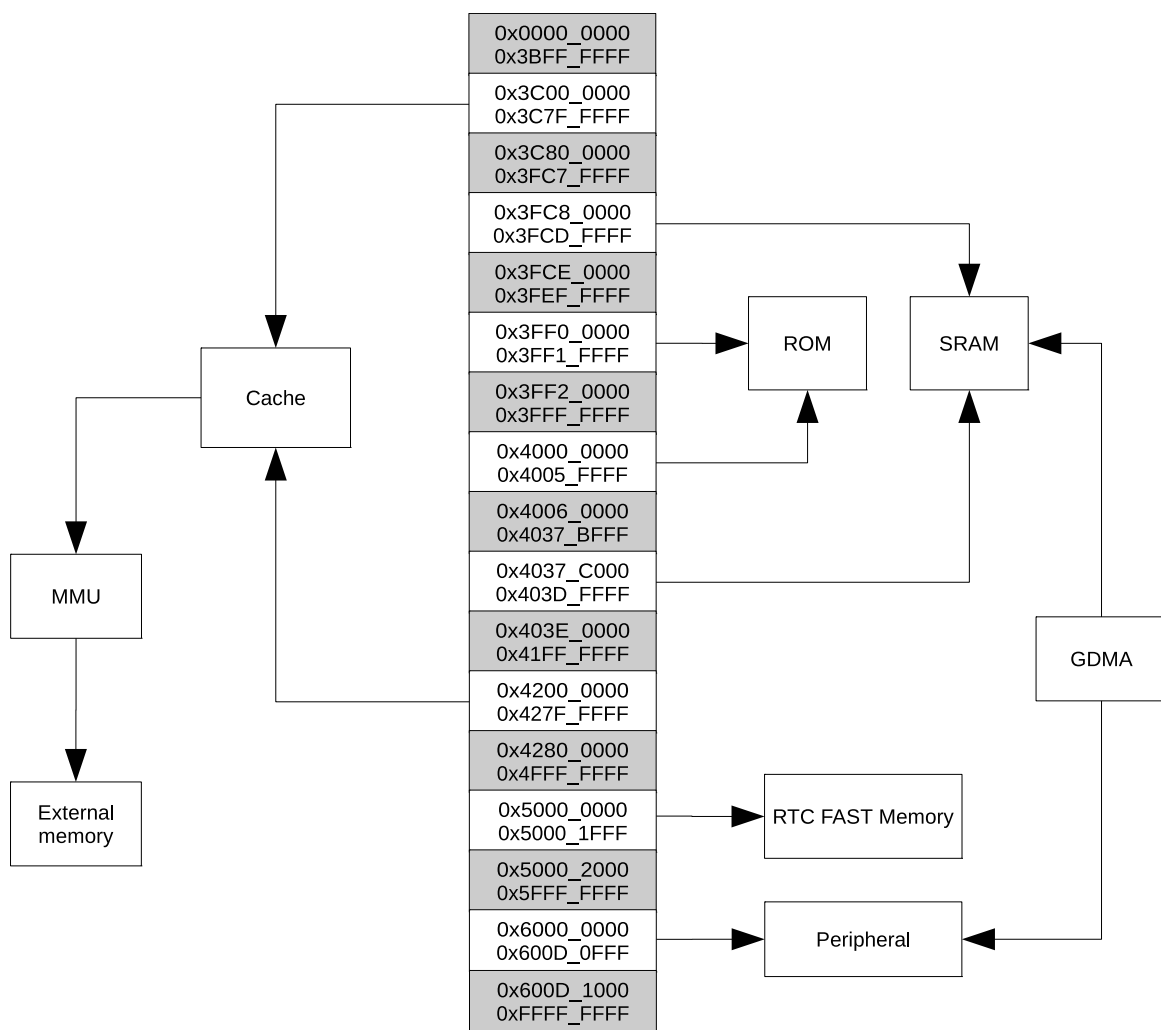 0x0000_0000
0x3BFF_FFFF
0x3C00_0000
0x3C7F_FFFF
0x3C80_0000
0x3FC7_FFFF
0x3FC8_0000
0x3FCD_FFFF
0x3FCE_0000
0x3FEF_FFFF
0x3FF0_0000
0x3FF1_FFFF
ROM
SRAM
Cache
0x3FF2_0000
0x3FFF_FFFF
0x4000_0000
0x4005_FFFF
0x4006_0000
0x4037_BFFF
0x4037_C000
0x403D_FFFF
MMU
0x403E_0000
0x41FF_FFFF
GDMA
0x4200_0000
0x427F_FFFF
0x4280_0000
0x4FFF_FFFF
External
memory
0x5000_0000
0x5000_1FFF
RTC FAST Memory
0x5000_2000
0x5FFF_FFFF
0x6000_0000
0x600D_0FFF
Peripheral
0x600D_1000
0xFFFF_FFFF